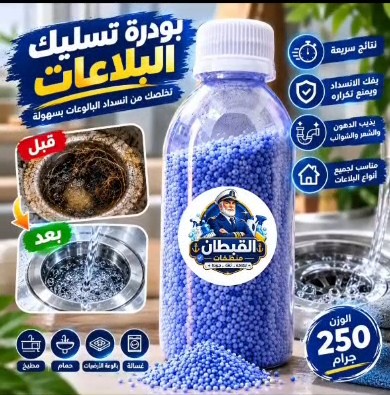 بودرة تسليك
البلاعات
تخلصك من انسداد البالوعات بسهولة
قبل
بعد
نتائج سريعة
يفك الانسداد
ويمنع تكراره
يذيب الدهون
والشعر والشوائب
مناسب لجميع
أنواع البلاعات
القبطان
منظفات
مطبخ
حمام
بالوعة الأرضيات
غسالة
الوزن
250
جرام